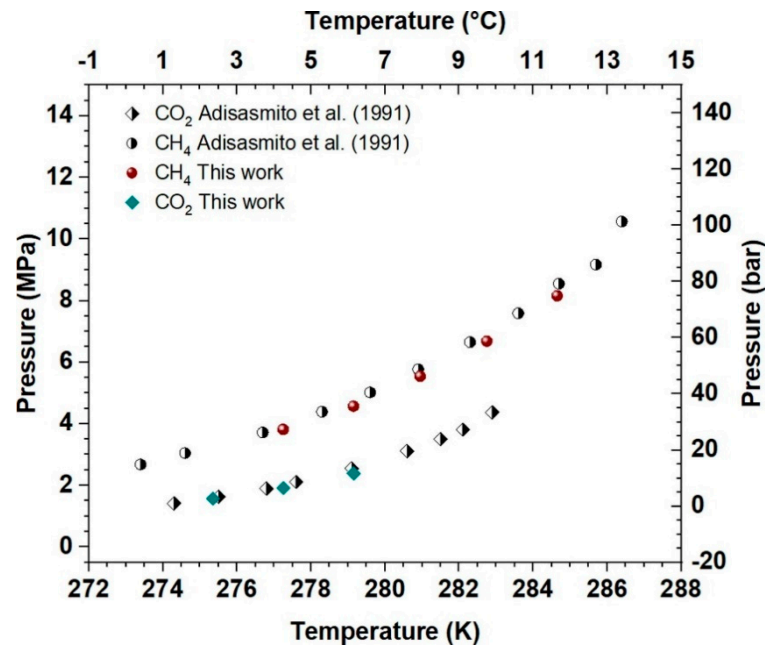 Temperature (°C)
-1 1 3 5 7 9 11 13 15
14
12
10
8
6
4
2
0
Pressure (MPa)
CO2 Adisasmito et al. (1991)
CH4 Adisasmito et al. (1991)
CH4 This work
CO2 This work
140
120
100
80
60
40
20
0
-20
Pressure (bar)
272 274 276 278 280 282 284 286 288
Temperature (K)